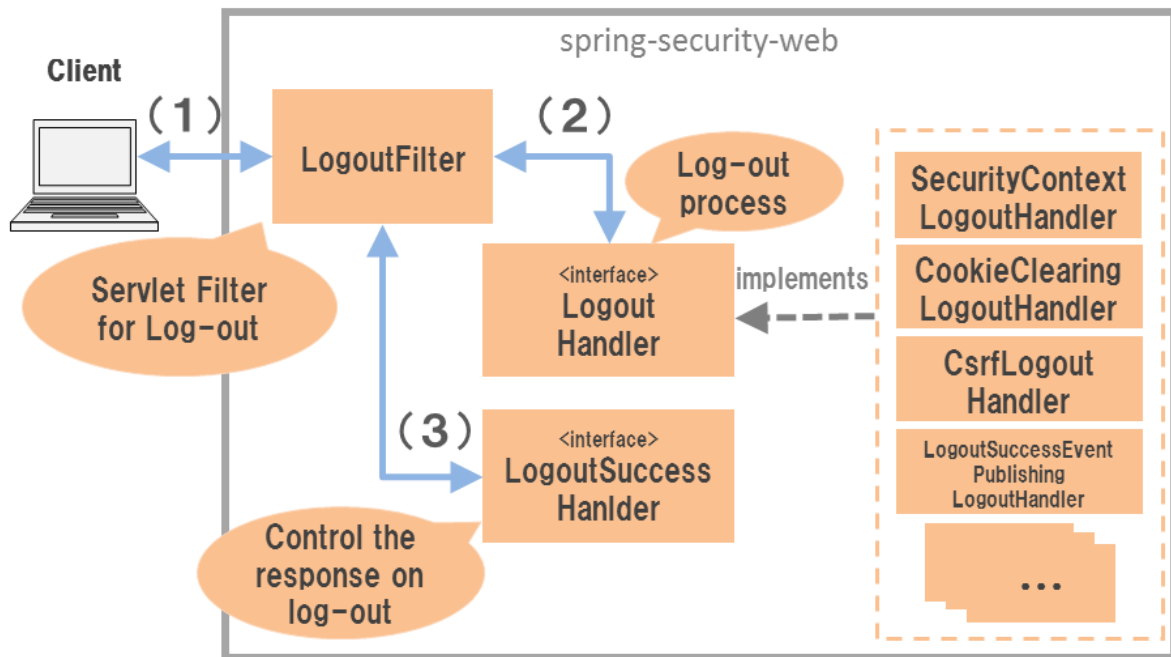 spring-security-web
Client
(1)
LogoutFilter
(2)
Log-out
process
Servlet Filter
for Log-out
<interface>
Logout
Handler
implements
SecurityContext
LogoutHandler
CookieClearing
LogoutHandler
CsrfLogout
Handler
LogoutSuccessEvent
Publishing
LogoutHandler
...
(3)
<interface>
LogoutSuccess
Hanlder
Control the
response on
log-out